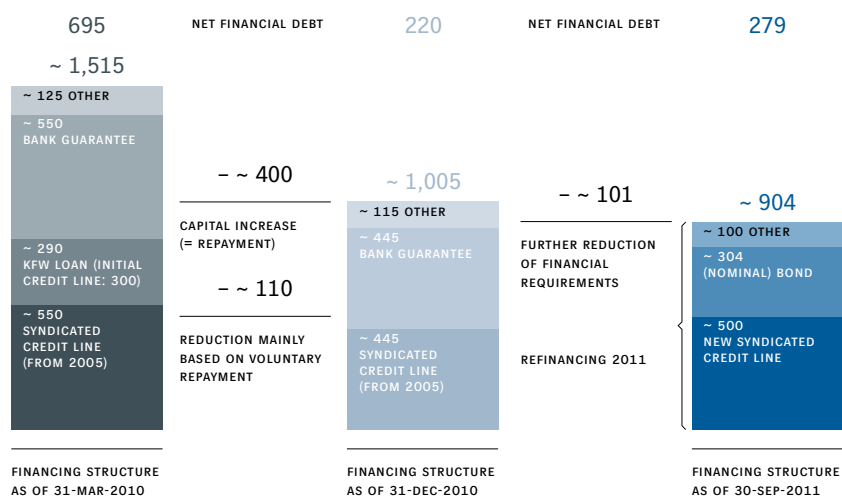 695
NET FINANCIAL DEBT
220
NET FINANCIAL DEBT
279
~ 1,515
~ 125 OTHER
~ 550
BANK GUARANTEE
~ 290
KFW LOAN (INITIAL
CREDIT LINE: 300)
~ 550
SYNDICATED
CREDIT LINE
(FROM 2005)
FINANCING STRUCTURE
AS OF 31-MAR-2010
– ~ 400
CAPITAL INCREASE
(= REPAYMENT)
– ~ 110
REDUCTION MAINLY
BASED ON VOLUNTARY
REPAYMENT
~ 1,005
~ 115 OTHER
~ 445
BANK GUARANTEE
~ 445
SYNDICATED
CREDIT LINE
(FROM 2005)
FINANCING STRUCTURE
AS OF 31-DEC-2010
– ~ 101
FURTHER REDUCTION
OF FINANCIAL
REQUIREMENTS
REFINANCING 2011
~ 904
~ 100 OTHER
~ 304
(NOMINAL) BOND
~ 500
NEW SYNDICATED
CREDIT LINE
FINANCING STRUCTURE
AS OF 30-SEP-2011